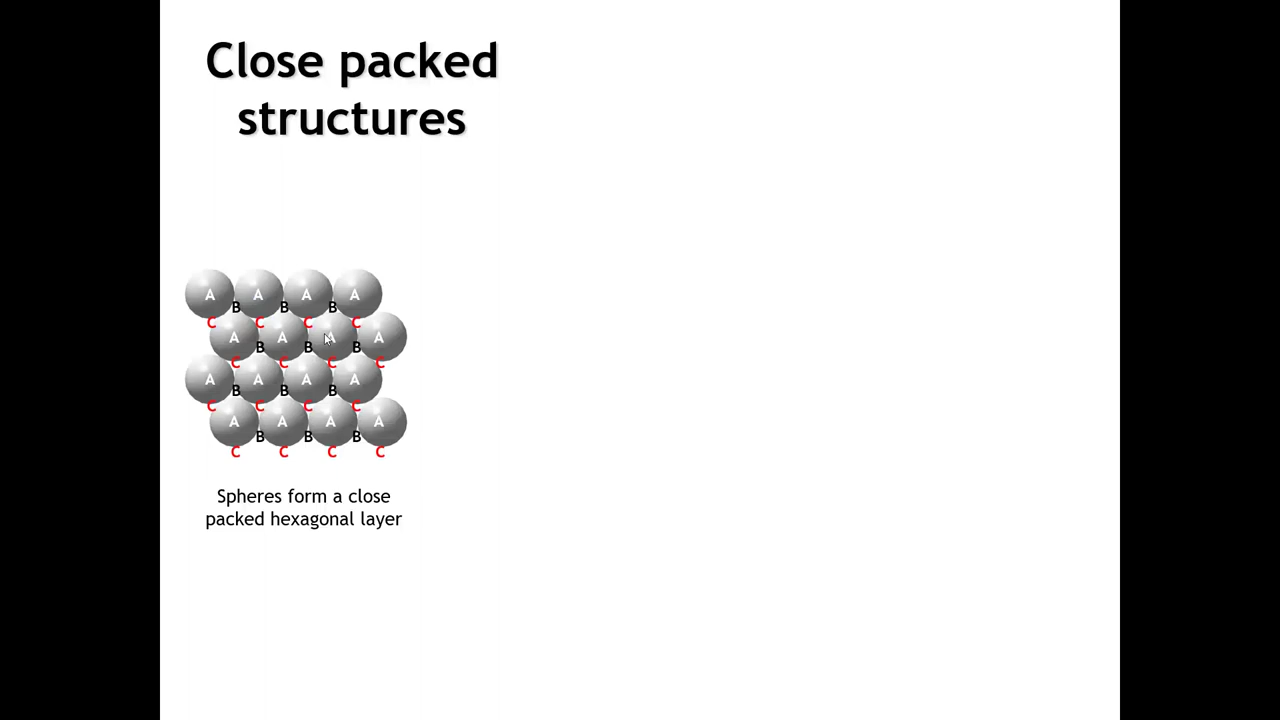 Close packed
structures
A A A A
B B B
C C C C
A A A A
B B B
C C C C
A A A A
B B B
C C C C
A A A A
B B B
C C C C
Spheres form a close
packed hexagonal layer